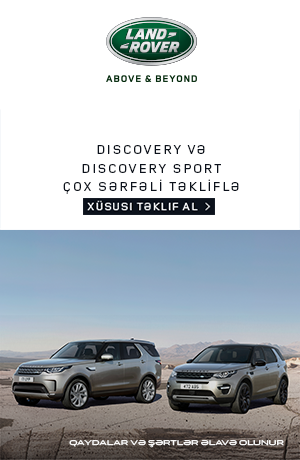 LAND-
ROVER
ABOVE & BEYOND
DISCOVERY VƏ
DISCOVERY SPORT
ÇOX SƏRFƏLİ TƏKLİFLƏ
XÜSUSI TƏKLIF AL >
QAYDALAR VƏ ŞƏRTLƏR ƏLAVƏ OLUNUR